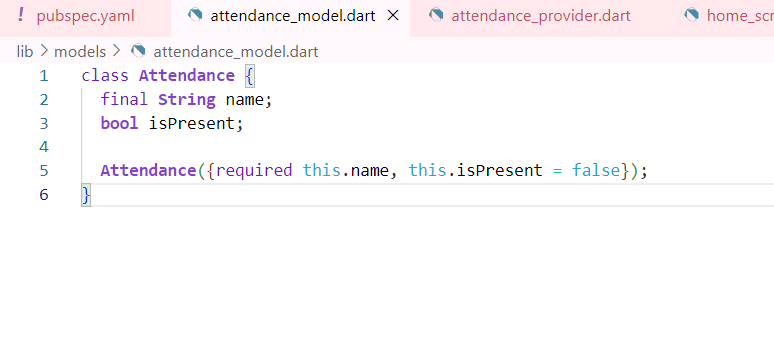 ! pubspec.yaml attendance_model.dart attendance_provider.dart home_scr
lib > models > attendance_model.dart
1 class Attendance {
2 final String name;
3 bool isPresent;
4
5 Attendance({required this.name, this.isPresent = false});
6 }